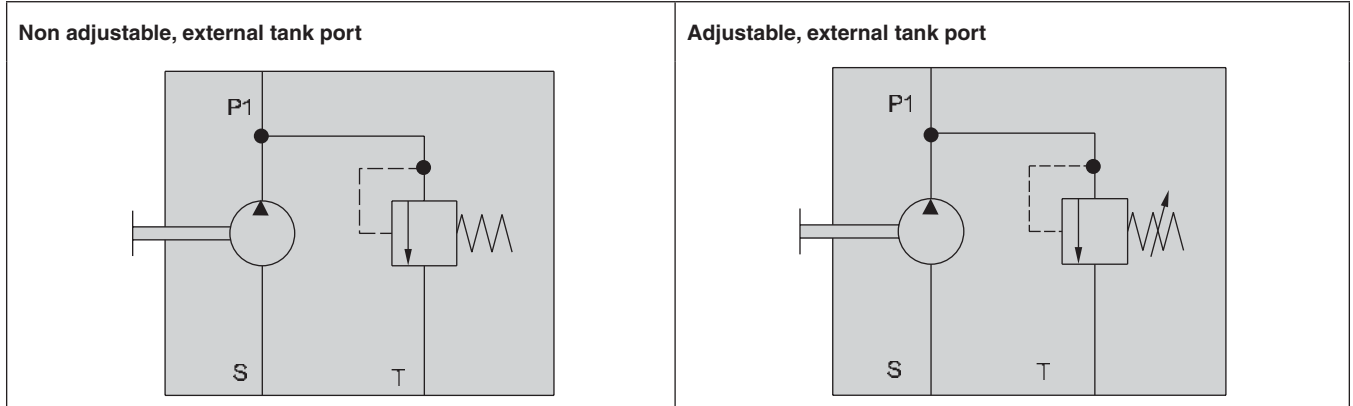 Non adjustable, external tank port
P1
S
T
Adjustable, external tank port
P1
S
T